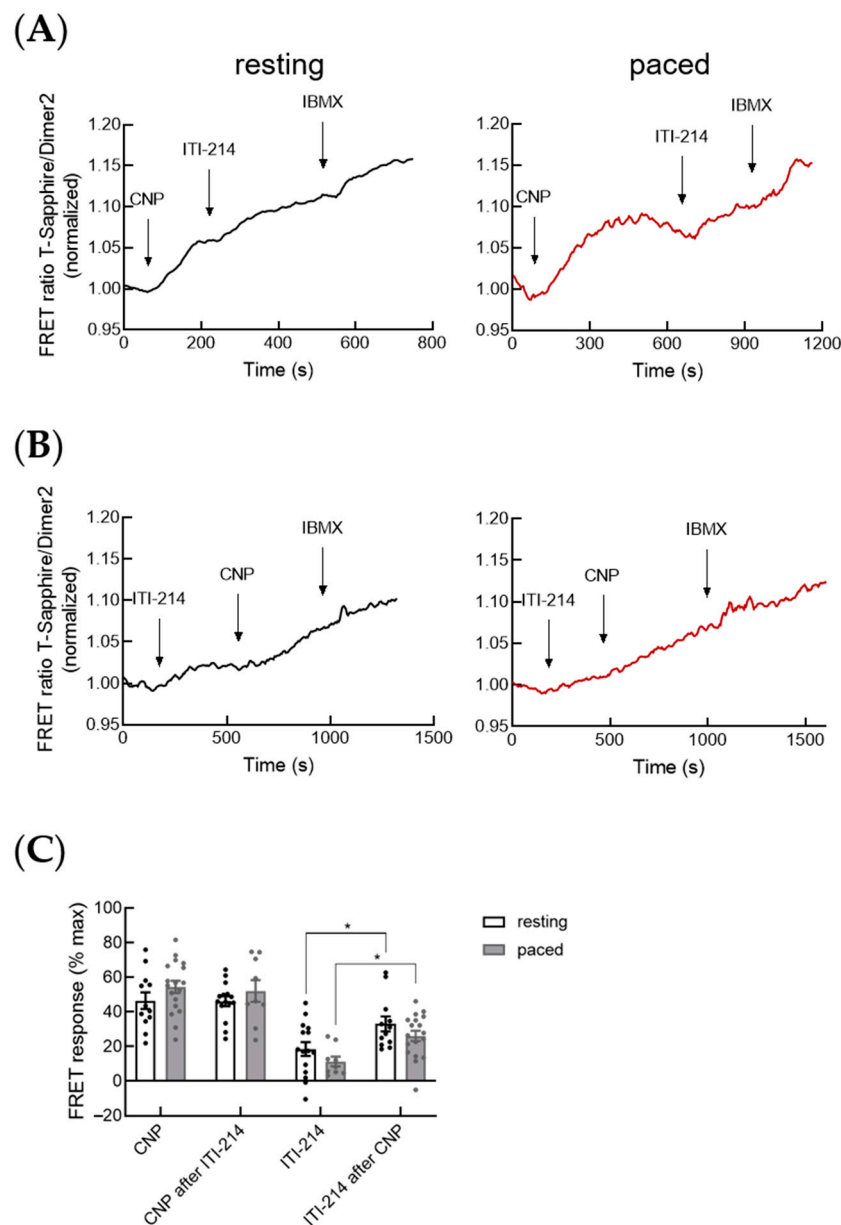 (A)
resting
paced
FRET ratio T-Sapphire/Dimer2
(normalized)
1.20
1.15
1.10
1.05
1.00
0.95
CNP
ITI-214
IBMX
0
200
400
600
800
Time (s)
1.20
1.15
1.10
1.05
1.00
0.95
CNP
ITI-214
IBMX
0
300
600
900
1200
Time (s)
(B)
FRET ratio T-Sapphire/Dimer2
(normalized)
1.20
1.15
1.10
1.05
1.00
0.95
ITI-214
CNP
IBMX
0
500
1000
1500
Time (s)
1.20
1.15
1.10
1.05
1.00
0.95
ITI-214
CNP
IBMX
0
500
1000
1500
Time (s)
(C)
FRET response (% max)
100
80
60
40
20
0
−20
*
*
resting
paced
CNP
CNP after ITI-214
ITI-214
ITI-214 after CNP